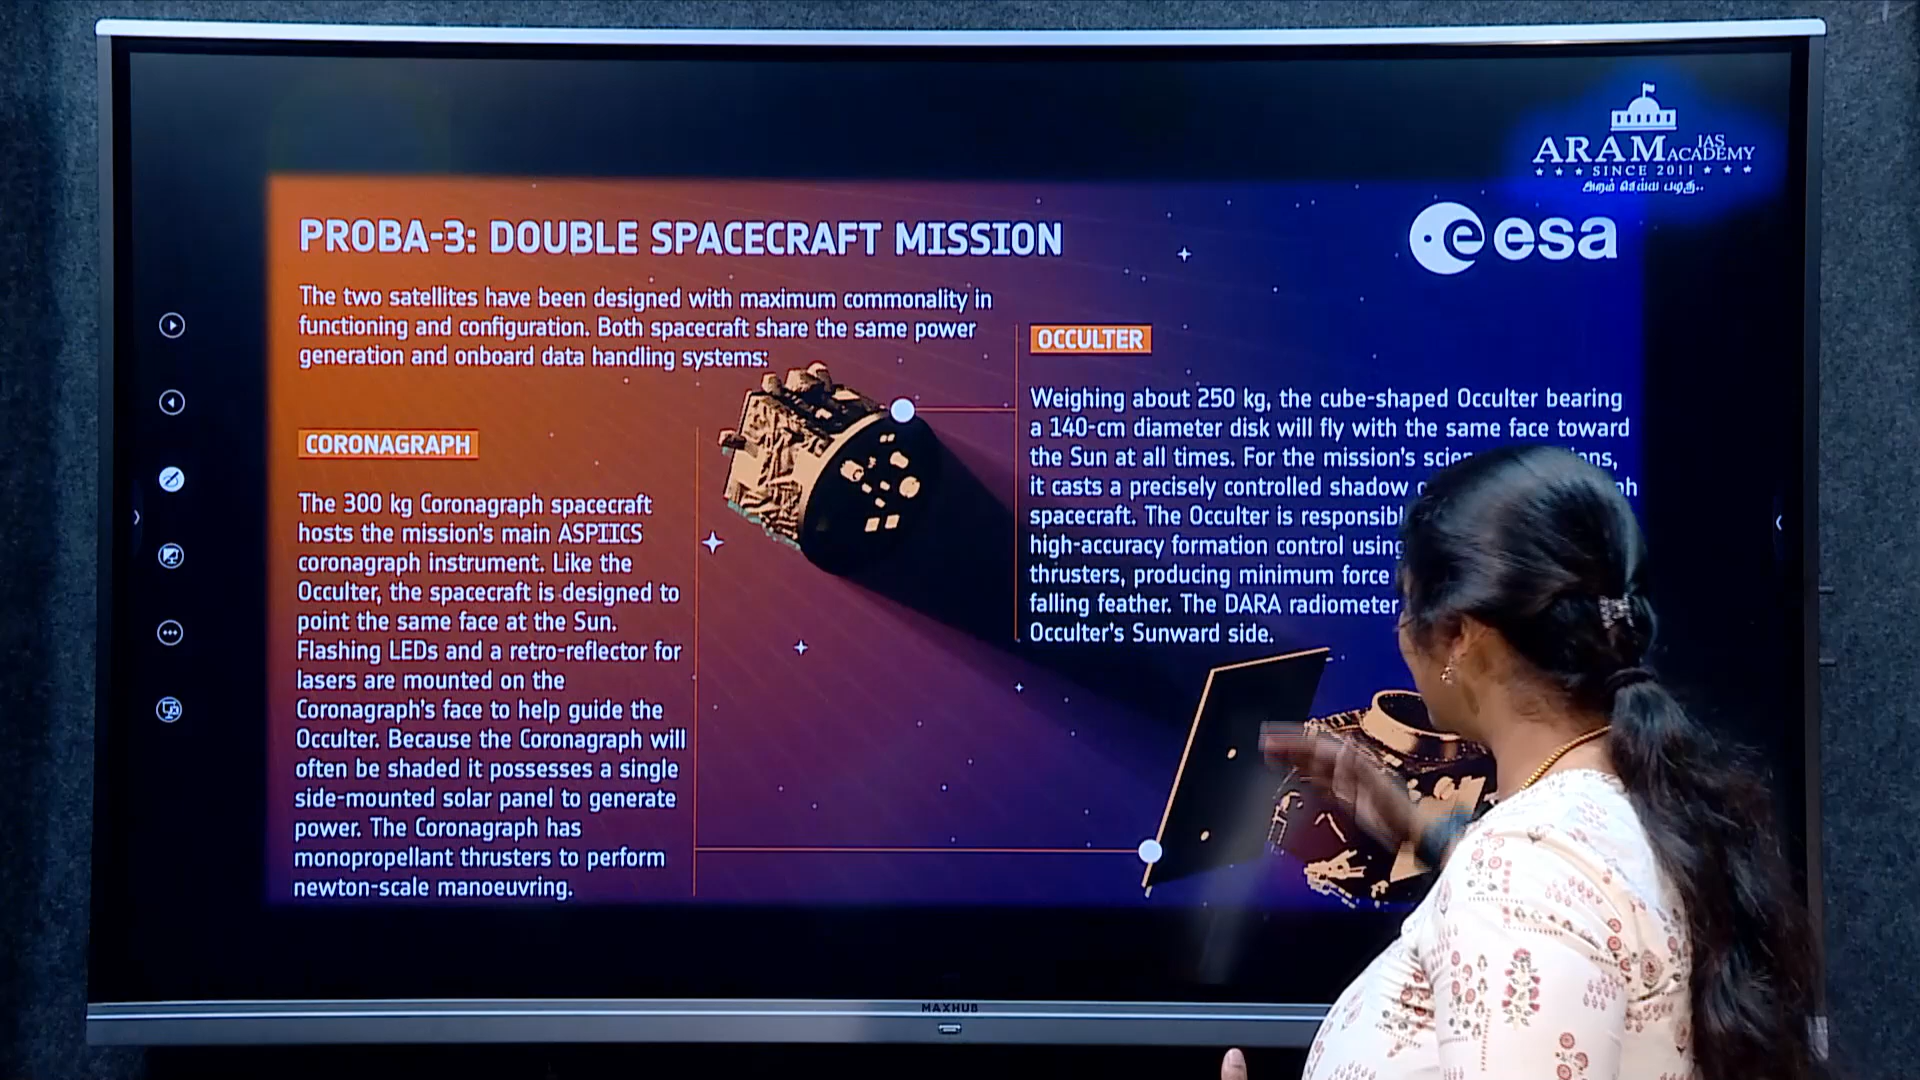 ARAM IAS ACADEMY
SINCE 2011
அறம் செய்ய பழகு..
PROBA-3: DOUBLE SPACECRAFT MISSION
esa
The two satellites have been designed with maximum commonality in
functioning and configuration. Both spacecraft share the same power
generation and onboard data handling systems:
CORONAGRAPH
The 300 kg Coronagraph spacecraft
hosts the mission's main ASPIICS
coronagraph instrument. Like the
Occulter, the spacecraft is designed to
point the same face at the Sun.
Flashing LEDs and a retro-reflector for
lasers are mounted on the
Coronagraph's face to help guide the
Occulter. Because the Coronagraph will
often be shaded it possesses a single
side-mounted solar panel to generate
power. The Coronagraph has
monopropellant thrusters to perform
newton-scale manoeuvring.
OCCULTER
Weighing about 250 kg, the cube-shaped Occulter bearing
a 140-cm diameter disk will fly with the same face toward
the Sun at all times. For the mission's
it casts a precisely controlled shadow
spacecraft. The Occulter is
high-accuracy formation control using
thrusters, producing minimum force
falling feather. The DARA radiometer
Occulter's Sunward side.
MAXHUB